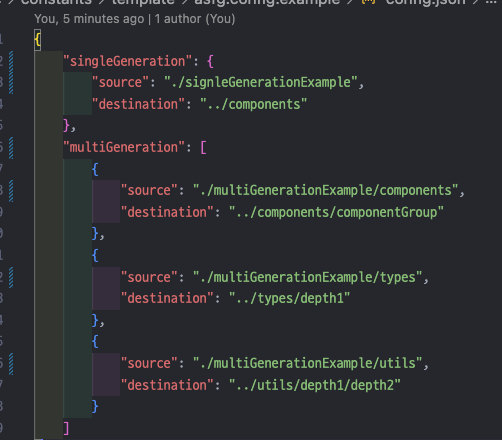 constants > template > asfg.config.example > config.json > ...
You, 5 minutes ago | 1 author (You)
{
"singleGeneration": {
"source": "./signleGenerationExample",
"destination": "../components"
},
"multiGeneration": [
{
"source": "./multiGenerationExample/components",
"destination": "../components/componentGroup"
},
{
"source": "./multiGenerationExample/types",
"destination": "../types/depth1"
},
{
"source": "./multiGenerationExample/utils",
"destination": "../utils/depth1/depth2"
}
]